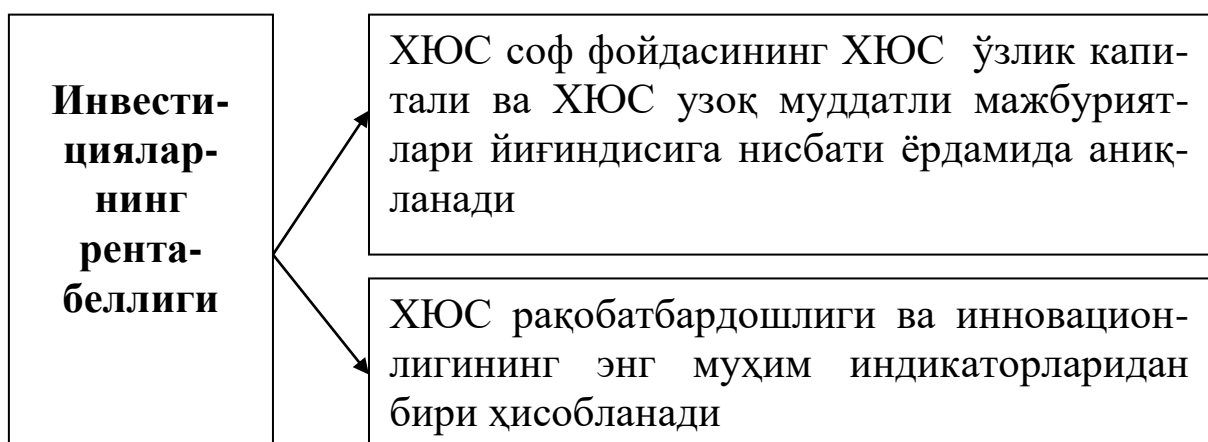 Инвести-
циялар-
нинг
рента-
беллиги
ХЮС соф фойдасининг ХЮС ўзлик капи-
тали ва ХЮС узоқ муддатли мажбурият-
лари йиғиндисига нисбати ёрдамида аниқ-
ланади
ХЮС рақобатбардошлиги ва инновацион-
лигининг энг муҳим индикаторларидан
бири ҳисобланади